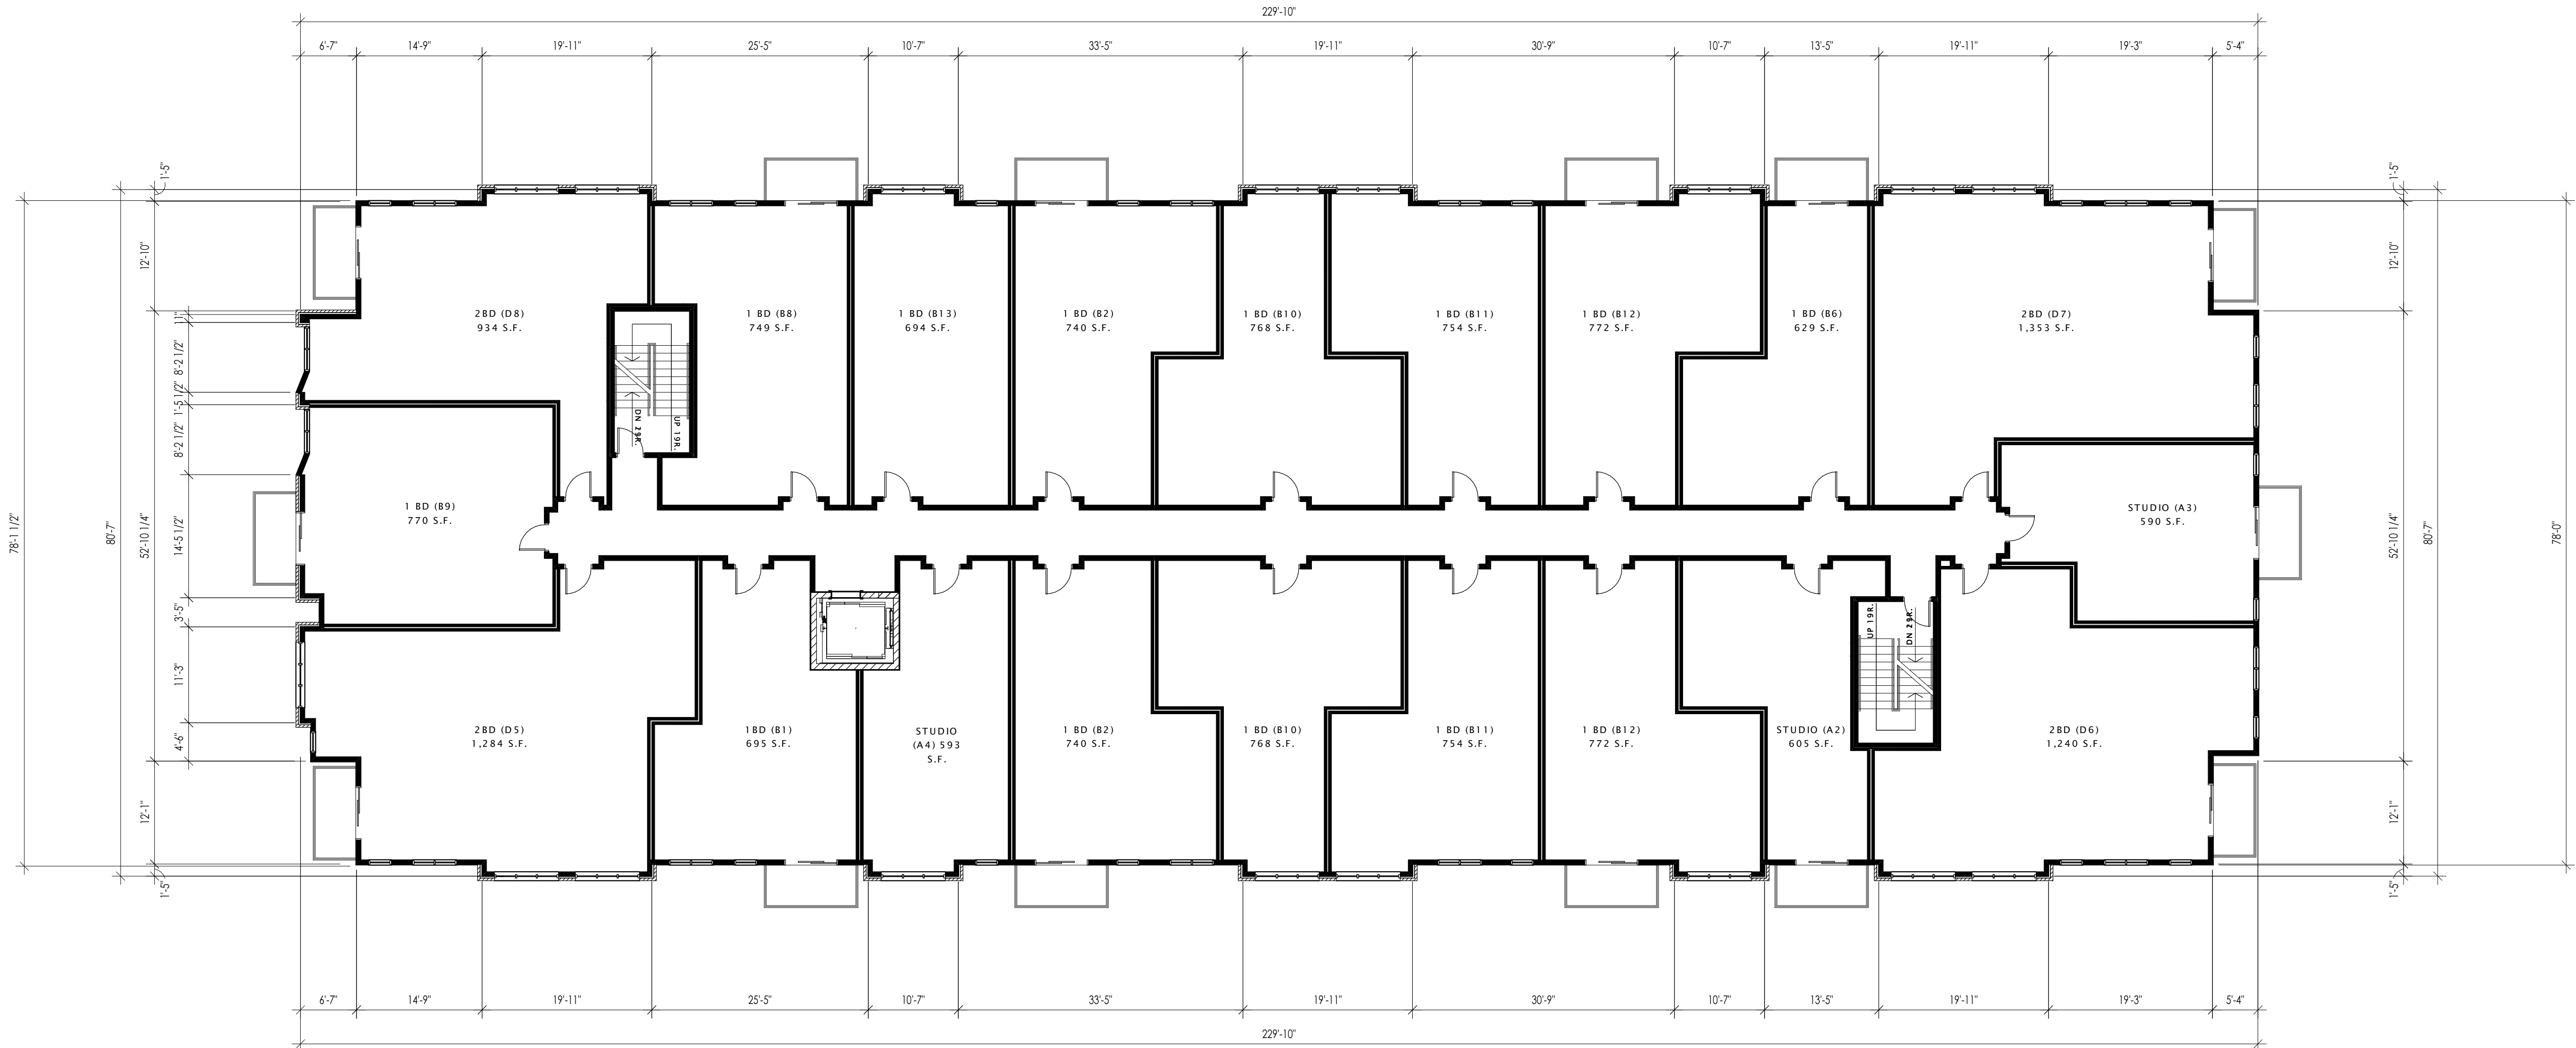 229'-10"
6'-7" 14'-9" 19'-11" 25'-5" 10'-7" 33'-5" 19'-11" 30'-9" 10'-7" 13'-5" 19'-11" 19'-3" 5'-4"
1'-5"
12'-10"
11"
8'-2 1/2"
1'-5 1/2"
8'-2 1/2"
14'-5 1/2"
3'-5"
11'-3"
4'-6"
12'-1"
1'-5"
52'-10 1/4"
80'-7"
78'-1 1/2"
2BD (D8)
934 S.F.
1 BD (B8)
749 S.F.
1 BD (B13)
694 S.F.
1 BD (B2)
740 S.F.
1 BD (B10)
768 S.F.
1 BD (B11)
754 S.F.
1 BD (B12)
772 S.F.
1 BD (B6)
629 S.F.
2BD (D7)
1,353 S.F.
DN 29R.
UP 19R.
1 BD (B9)
770 S.F.
STUDIO (A3)
590 S.F.
UP 19R.
DN 29R.
2BD (D5)
1,284 S.F.
1BD (B1)
695 S.F.
STUDIO
(A4) 593
S.F.
1 BD (B2)
740 S.F.
1 BD (B10)
768 S.F.
1 BD (B11)
754 S.F.
1 BD (B12)
772 S.F.
STUDIO (A2)
605 S.F.
2BD (D6)
1,240 S.F.
1'-5"
12'-10"
52'-10 1/4"
12'-1"
1'-5"
80'-7"
78'-0"
6'-7" 14'-9" 19'-11" 25'-5" 10'-7" 33'-5" 19'-11" 30'-9" 10'-7" 13'-5" 19'-11" 19'-3" 5'-4"
229'-10"